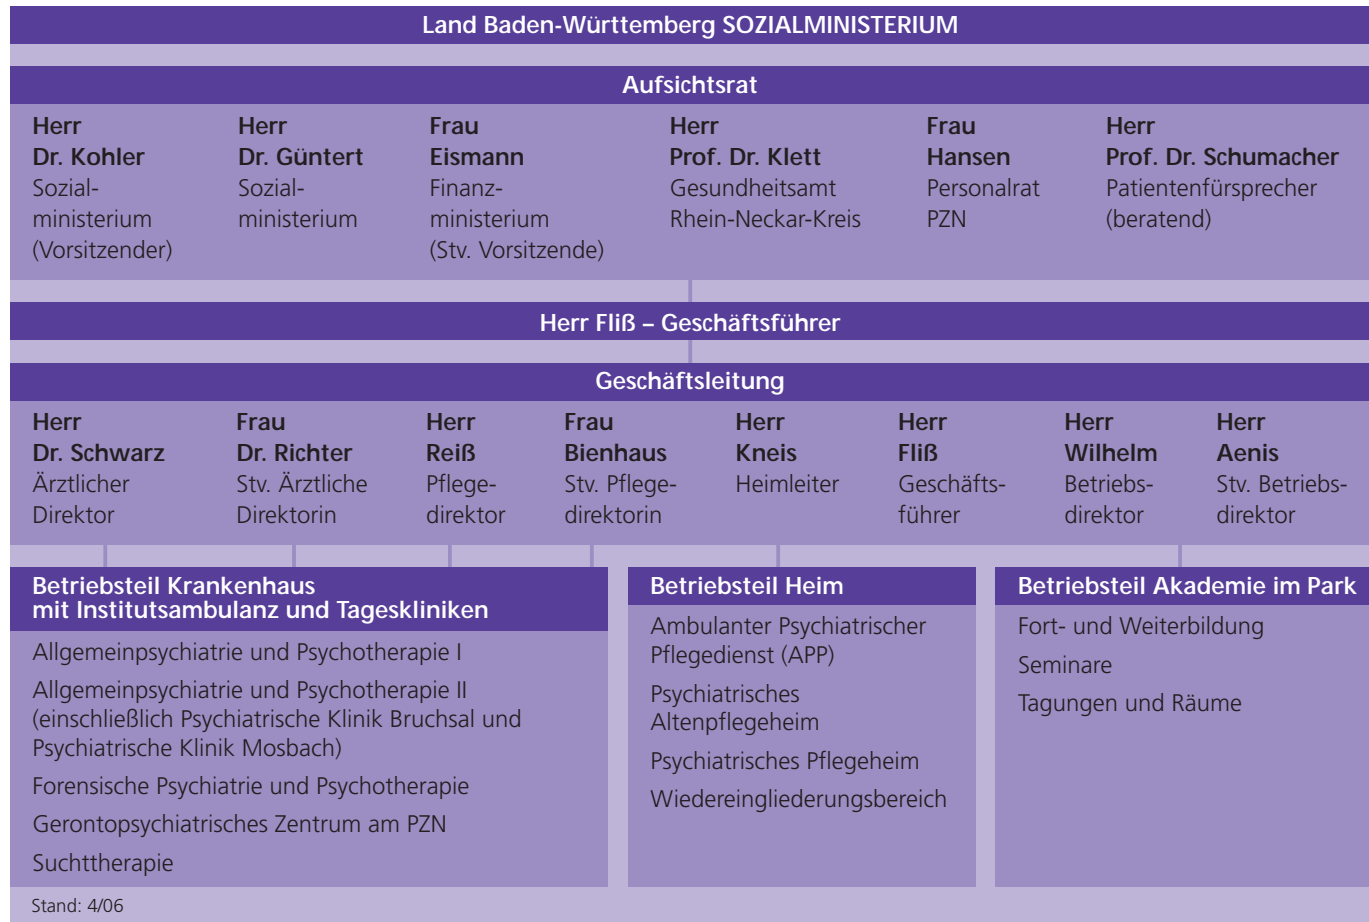 Land Baden-Württemberg SOZIALMINISTERIUM
Aufsichtsrat
Herr
Dr. Kohler
Sozial-
ministerium
(Vorsitzender)
Herr
Dr. Güntert
Sozial-
ministerium
Frau
Eismann
Finanz-
ministerium
(Stv. Vorsitzende)
Herr
Prof. Dr. Klett
Gesundheitsamt
Rhein-Neckar-Kreis
Frau
Hansen
Personalrat
PZN
Herr
Prof. Dr. Schumacher
Patientenfürsprecher
(beratend)
Herr Fliß – Geschäftsführer
Geschäftsleitung
Herr
Dr. Schwarz
Ärztlicher
Direktor
Frau
Dr. Richter
Stv. Ärztliche
Direktorin
Herr
Reiß
Pflege-
direktor
Frau
Bienhaus
Stv. Pflege-
direktorin
Herr
Kneis
Heimleiter
Herr
Fliß
Geschäfts-
führer
Herr
Wilhelm
Betriebs-
direktor
Herr
Aenis
Stv. Betriebs-
direktor
Betriebsteil Krankenhaus
mit Institutsambulanz und Tageskliniken
Allgemeinpsychiatrie und Psychotherapie I
Allgemeinpsychiatrie und Psychotherapie II
(einschließlich Psychiatrische Klinik Bruchsal und
Psychiatrische Klinik Mosbach)
Forensische Psychiatrie und Psychotherapie
Gerontopsychiatrisches Zentrum am PZN
Suchttherapie
Betriebsteil Heim
Ambulanter Psychiatrischer
Pflegedienst (APP)
Psychiatrisches
Altenpflegeheim
Psychiatrisches Pflegeheim
Wiedereingliederungsbereich
Betriebsteil Akademie im Park
Fort- und Weiterbildung
Seminare
Tagungen und Räume
Stand: 4/06